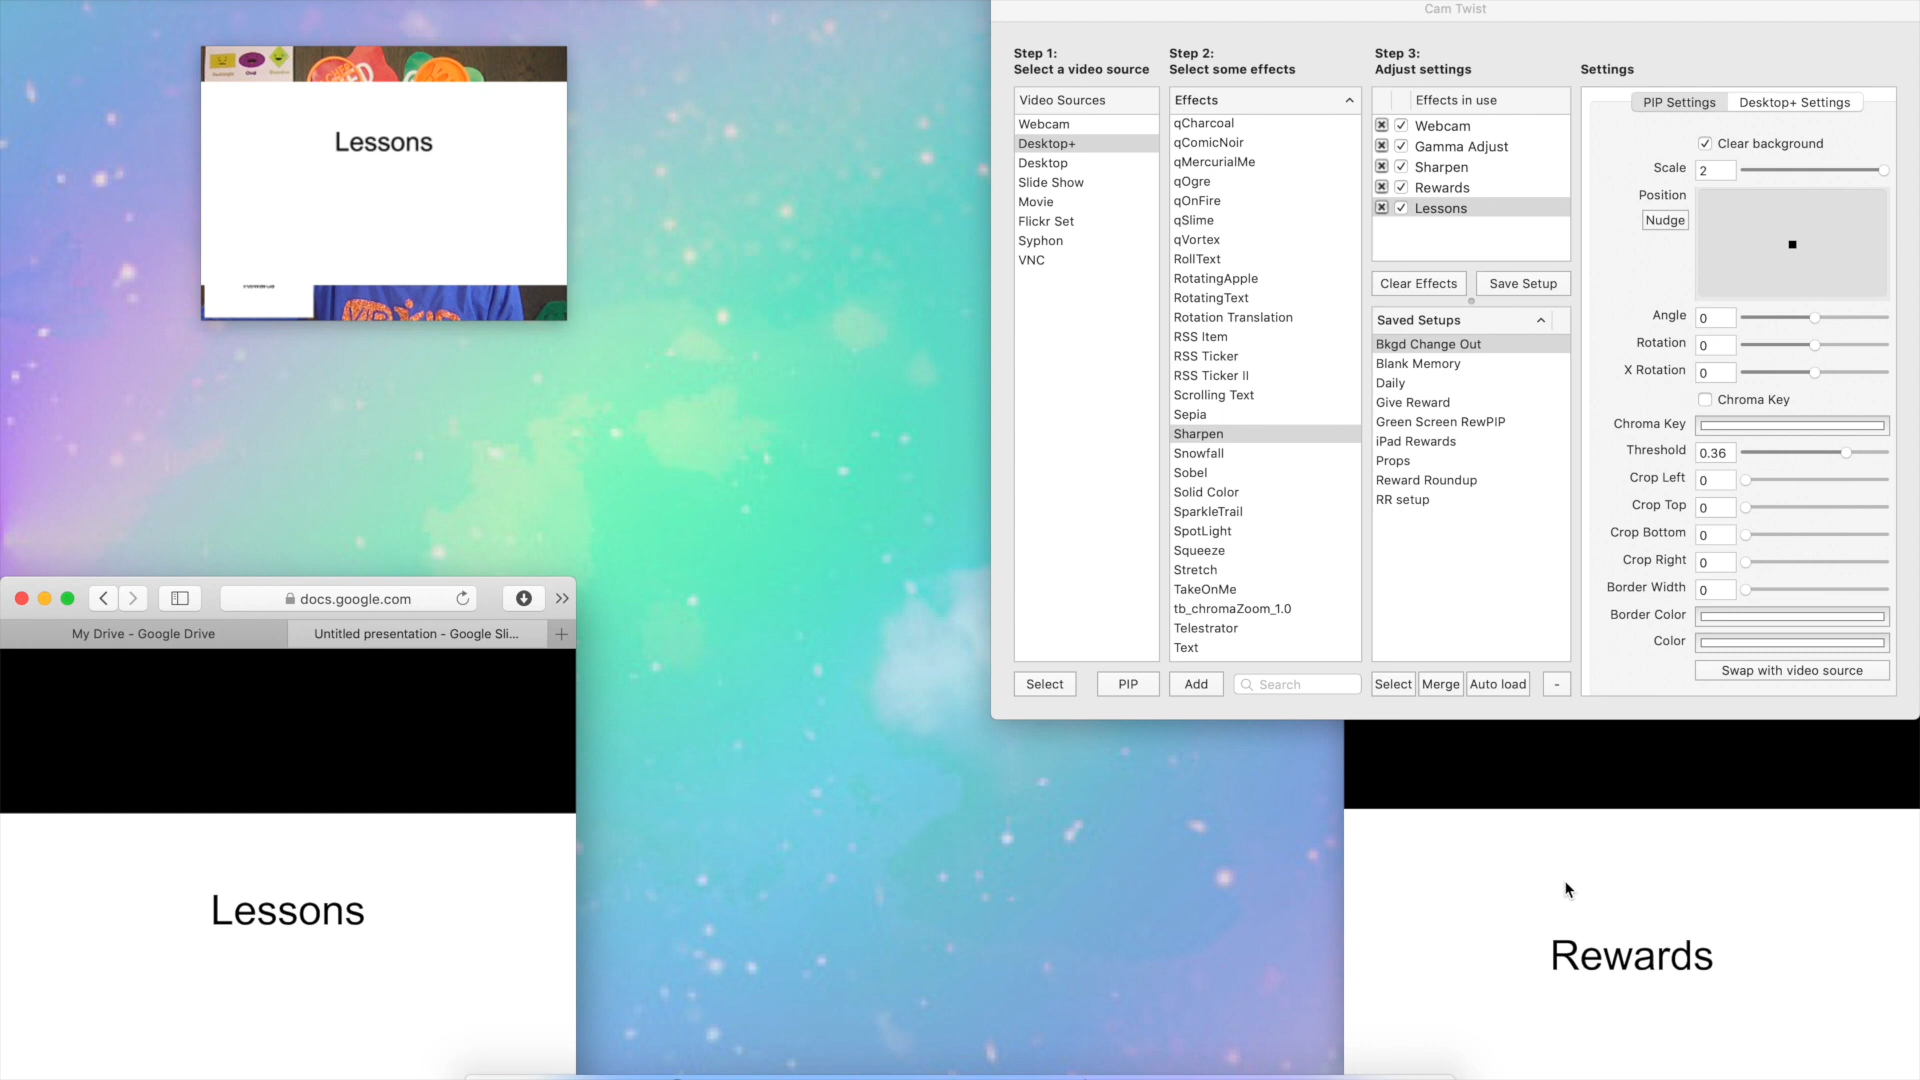 Cam Twist
Step 1:
Select a video source
Step 2:
Select some effects
Step 3:
Adjust settings
Settings
Video Sources
Webcam
Desktop+
Desktop
Slide Show
Movie
Flickr Set
Syphon
VNC
Select
PIP
Effects
qCharcoal
qComicNoir
qMercurialMe
qOgre
qOnFire
qSlime
qVortex
RollText
RotatingApple
RotatingText
Rotation Translation
RSS Item
RSS Ticker
RSS Ticker II
Scrolling Text
Sepia
Sharpen
Snowfall
Sobel
Solid Color
SparkleTrail
SpotLight
Squeeze
Stretch
TakeOnMe
tb_chromaZoom_1.0
Telestrator
Text
Add
Search
Effects in use
Webcam
Gamma Adjust
Sharpen
Rewards
Lessons
Clear Effects
Save Setup
Saved Setups
Bkgd Change Out
Blank Memory
Daily
Give Reward
Green Screen RewPIP
iPad Rewards
Props
Reward Roundup
RR setup
Select
Merge
Auto load
-
PIP Settings
Desktop+ Settings
Clear background
Scale 2
Position
Nudge
Angle 0
Rotation 0
X Rotation 0
Chroma Key
Chroma Key
Threshold 0.36
Crop Left 0
Crop Top 0
Crop Bottom 0
Crop Right 0
Border Width 0
Border Color
Color
Swap with video source
Lessons
Rewards
docs.google.com
My Drive - Google Drive
Untitled presentation - Google Sli...
Lessons
Rewards